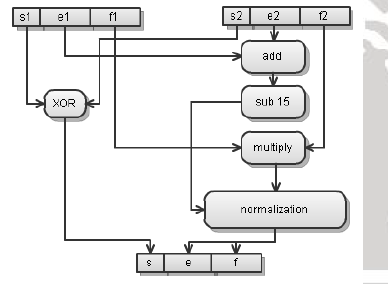 s1 e1 f1 s2 e2 f2
add
XOR
sub 15
multiply
normalization
s e f